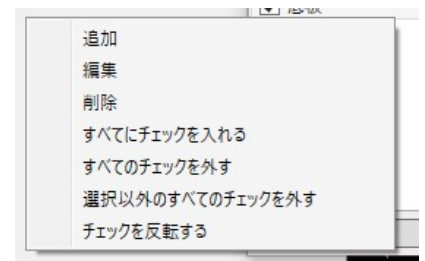 追加
編集
削除
すべてにチェックを入れる
すべてのチェックを外す
選択以外のすべてのチェックを外す
チェックを反転する